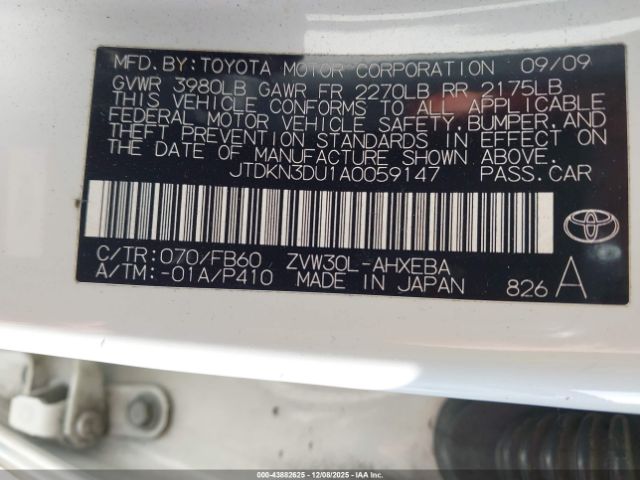 MFD. BY: TOYOTA MOTOR CORPORATION 09/09
GVWR 3980LB GAWR FR 2270LB RR 2175LB
THIS VEHICLE CONFORMS TO ALL APPLICABLE
FEDERAL MOTOR VEHICLE SAFETY, BUMPER, AND
THEFT PREVENTION STANDARDS IN EFFECT ON
THE DATE OF MANUFACTURE SHOWN ABOVE.
JTDKN3DU1A0059147 PASS. CAR
C/TR: 070/FB60 ZVW30L-AHXEBA
A/TM: -01A/P410 MADE IN JAPAN 826 A
000-43882625 - 12/08/2025 - IAAI.COM